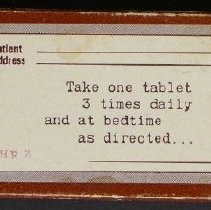 atient
ddress
Take one tablet
3 times daily
and at bedtime
as directed...